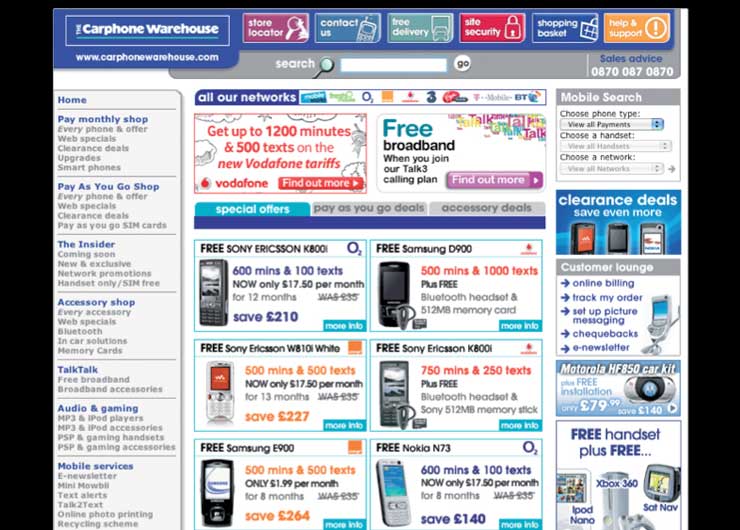 THE Carphone Warehouse
www.carphonewarehouse.com
store locator
contact us
free delivery
site security
shopping basket
help & support
search
go
Sales advice
0870 087 0870
Home
Pay monthly shop
Every phone & offer
Web specials
Clearance deals
Upgrades
Smart phones
Pay As You Go Shop
Every phone & offer
Web specials
Clearance deals
Pay as you go SIM cards
The Insider
Coming soon
New & exclusive
Network promotions
Handset only/SIM free
Accessory shop
Every accessory
Web specials
Bluetooth
In car solutions
Memory Cards
TalkTalk
Free broadband
Broadband accessories
Audio & gaming
MP3 & iPod players
MP3 & iPod accessories
PSP & gaming handsets
PSP & gaming accessories
Mobile services
E-newsletter
Mini Mowbli
Text alerts
Talk2Text
Online photo printing
Recycling scheme
all our networks
mobile fresh O2 3 T-Mobile BT
Get up to 1200 minutes
& 500 texts on the
new Vodafone tariffs
vodafone
Find out more
Free
broadband
When you join
our Talk3
calling plan
Find out more
special offers
pay as you go deals
accessory deals
FREE SONY ERICSSON K800i
O2
600 mins & 100 texts
NOW only £17.50 per month
for 12 months WAS £35
save £210
more info
FREE Samsung D900
500 mins & 1000 texts
Plus FREE
Bluetooth headset &
512MB memory card
more info
FREE Sony Ericsson W810i White
500 mins & 500 texts
NOW only £17.50 per month
for 13 months WAS £35
save £227
more info
FREE Sony Ericsson K800i
750 mins & 250 texts
Plus FREE
Bluetooth headset &
Sony 512MB memory stick
more info
FREE Samsung E900
500 mins & 500 texts
ONLY £1.99 per month
for 8 months WAS £35
save £264
more info
FREE Nokia N73
O2
600 mins & 100 texts
NOW only £17.50 per month
for 8 months WAS £35
save £140
more info
Mobile Search
Choose phone type:
View all Payments
Choose a handset:
View all Handsets
Choose a network:
View all Networks
clearance deals
save even more
Customer lounge
online billing
track my order
set up picture
messaging
chequebacks
e-newsletter
Motorola HF850 car kit
plus FREE
installation
only £79.99 save £140
FREE handset
plus FREE...
Xbox 360
Ipod
Nano
Sat Nav